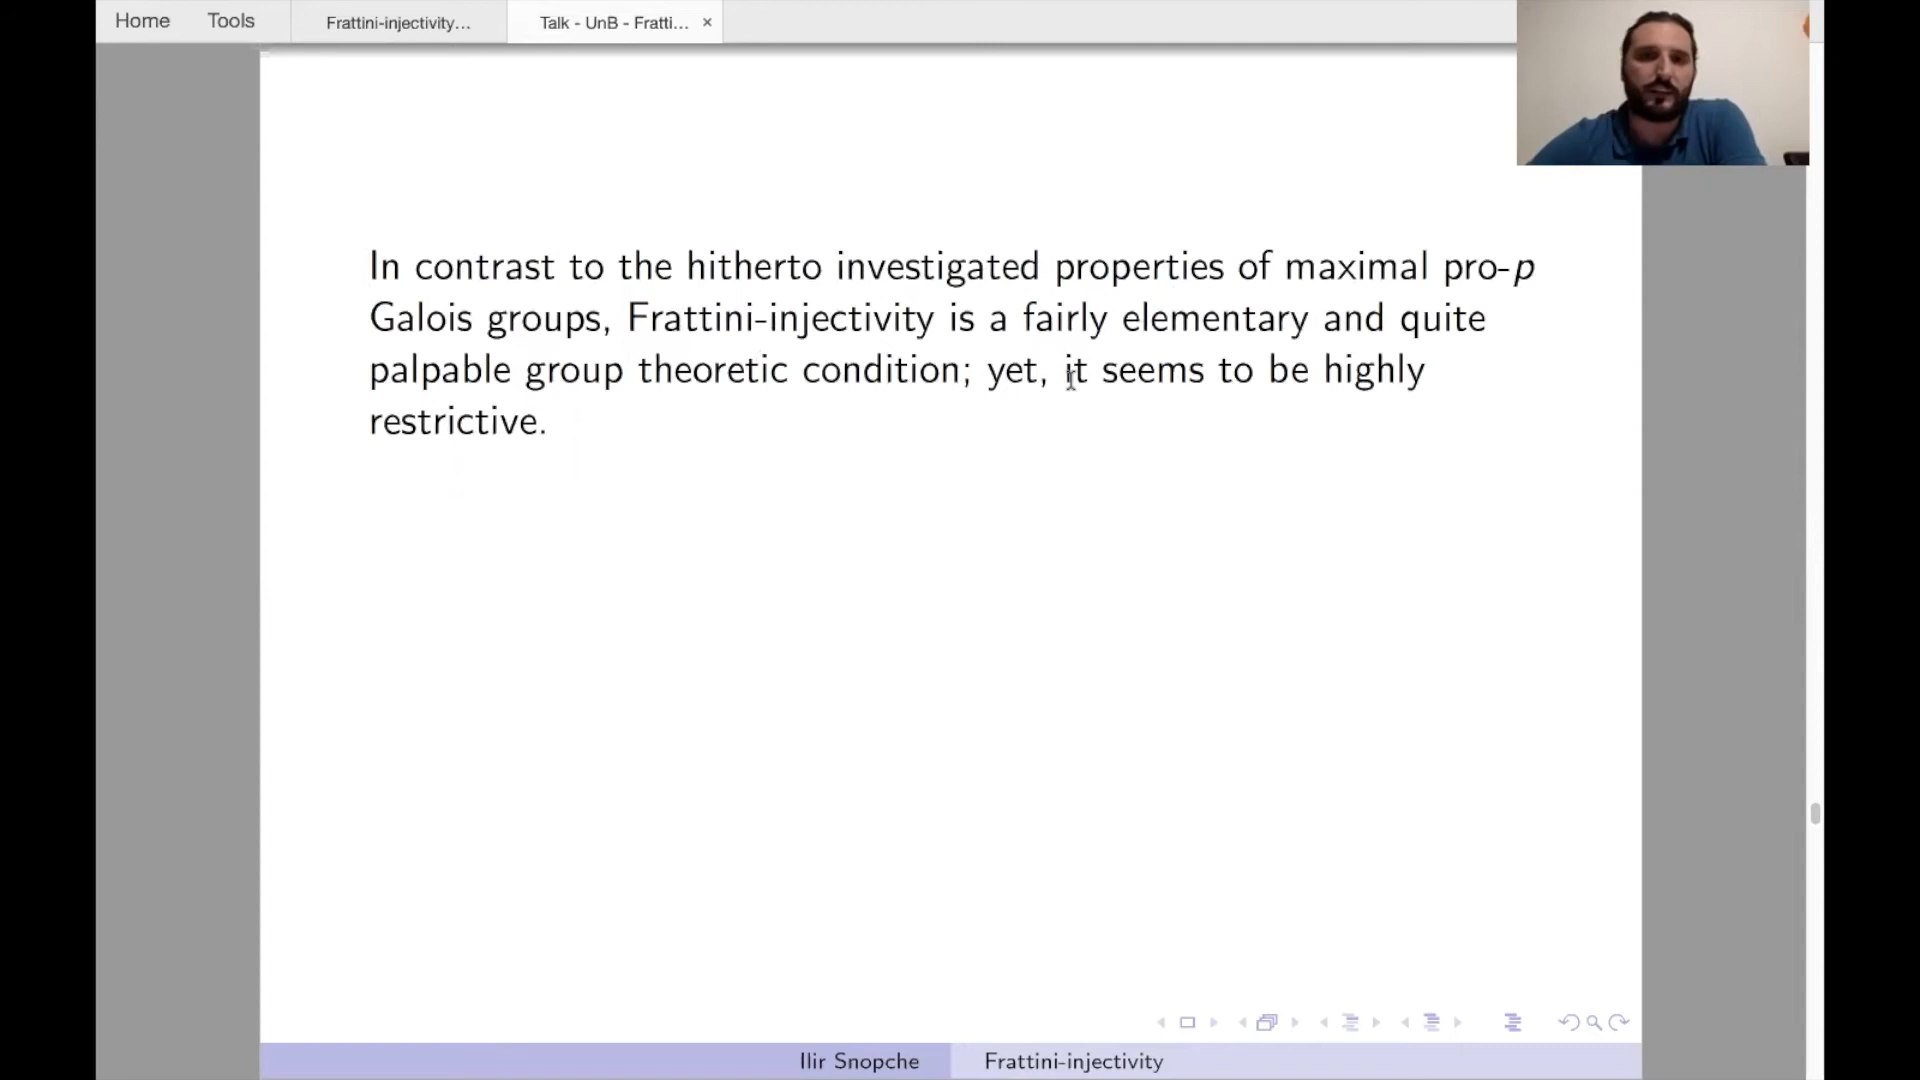 Home Tools Frattini-injectivity... Talk - UnB - Fratti... ×
In contrast to the hitherto investigated properties of maximal pro-p
Galois groups, Frattini-injectivity is a fairly elementary and quite
palpable group theoretic condition; yet, it seems to be highly
restrictive.
Ilir Snopche Frattini-injectivity